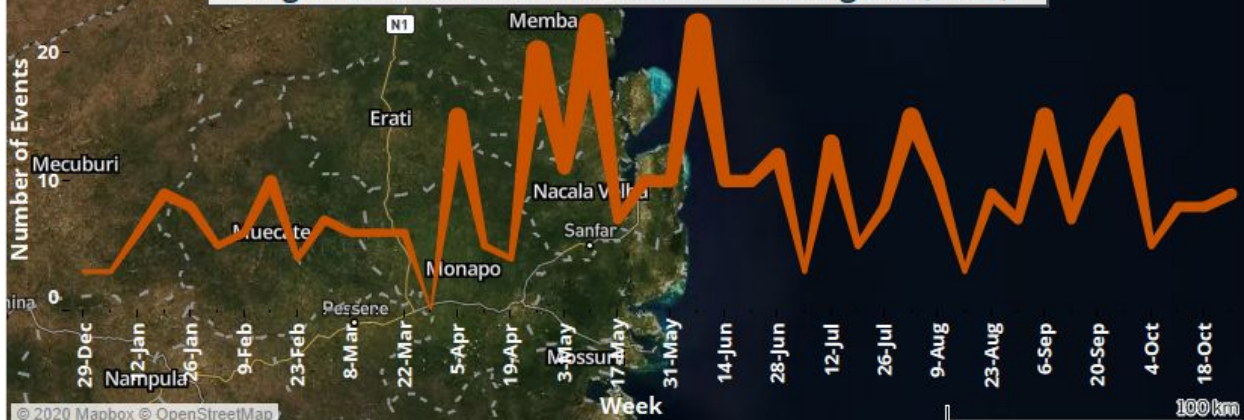 Memba
N1
20
Number of Events
Erati
Mecuburi
10
Nacala Velha
Muecate
Sanfar
Monapo
0
Pessene
29-Dec
12-Jan
26-Jan
9-Feb
23-Feb
8-Mar
22-Mar
5-Apr
19-Apr
3-May
17-May
31-May
14-Jun
28-Jun
12-Jul
26-Jul
9-Aug
23-Aug
6-Sep
20-Sep
4-Oct
18-Oct
Mossuril
Nampula
Week
100 km
© 2020 Mapbox © OpenStreetMap